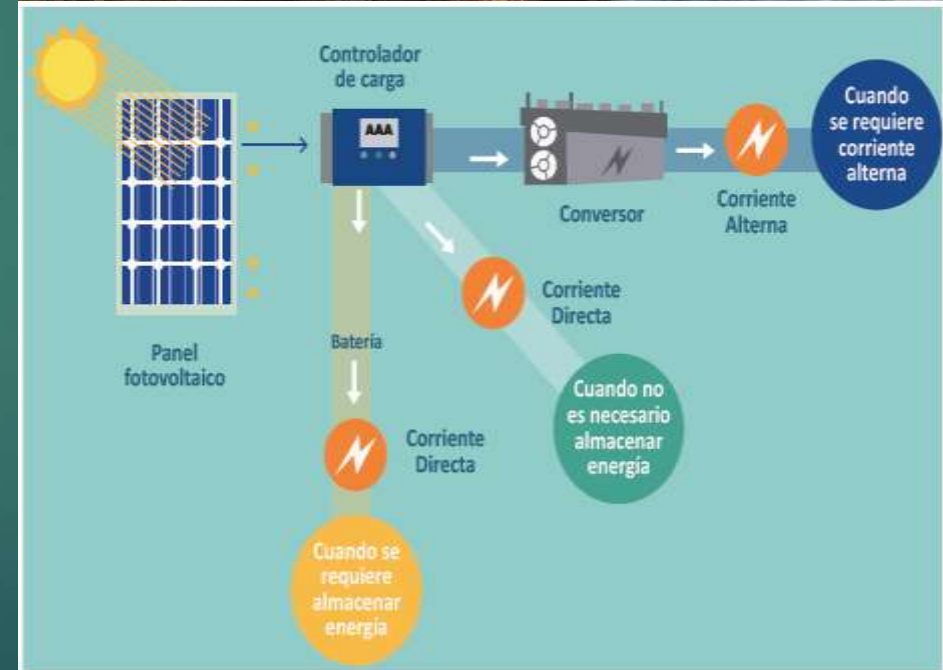 Controlador
de carga
AAA
Panel
fotovoltaico
Conversor
Corriente
Alterna
Cuando
se requiere
corriente
alterna
Corriente
Directa
Cuando no
es necesario
almacenar
energía
Batería
Corriente
Directa
Cuando se
requiere
almacenar
energía